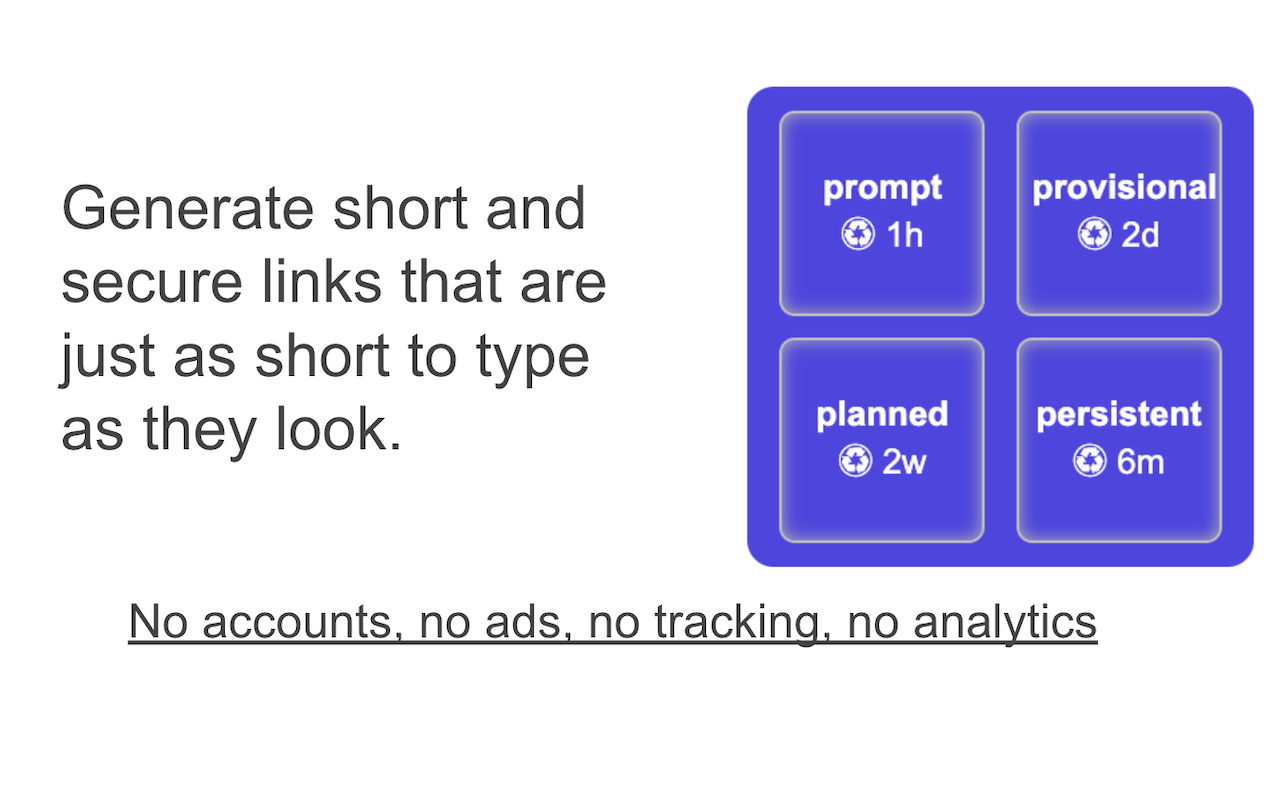 Generate short and
secure links that are
just as short to type
as they look.
prompt
1h
provisional
2d
planned
2w
persistent
6m
No accounts, no ads, no tracking, no analytics